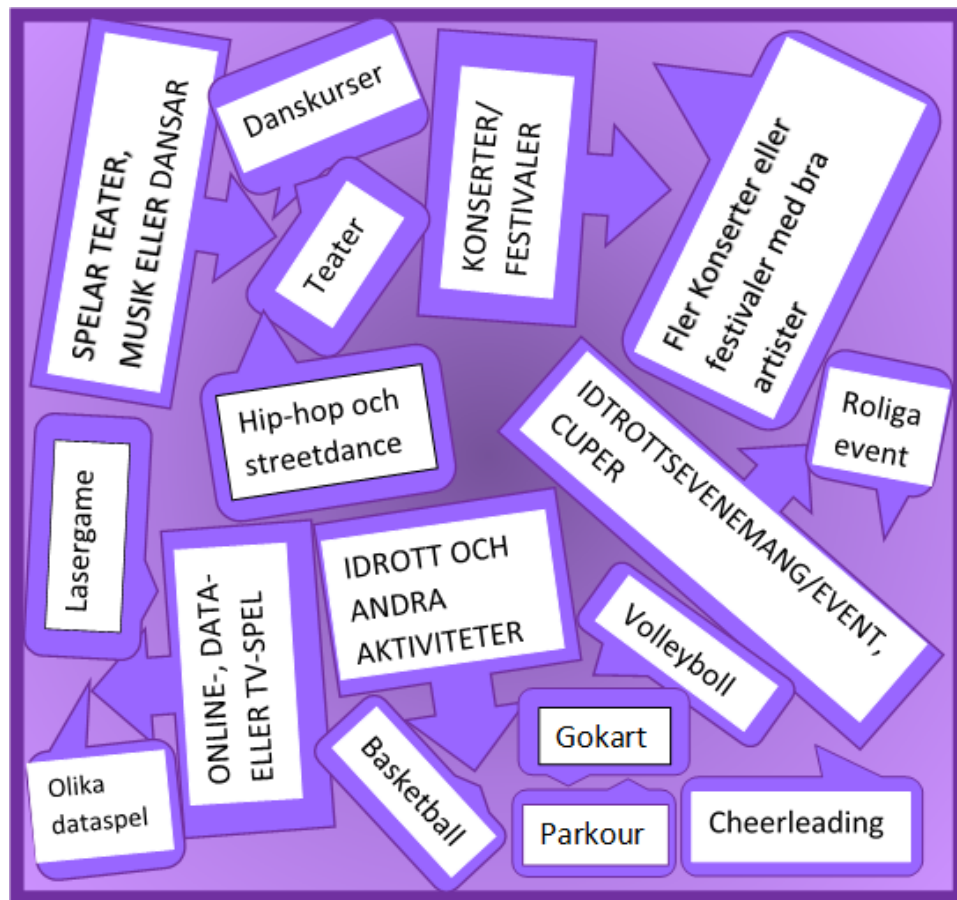 SPELAR TEATER,
MUSIK ELLER DANSAR
Danskurser
Teater
Hip-hop och
streetdance
KONSERTER/
FESTIVALER
Fler Konserter eller
festivaler med bra
artister
IDTROTTSEVENEMANG/EVENT,
CUPER
Roliga
event
Lasergame
ONLINE-, DATA-
ELLER TV-SPEL
Olika
dataspel
IDROTT OCH
ANDRA
AKTIVITETER
Volleyboll
Basketball
Gokart
Parkour
Cheerleading